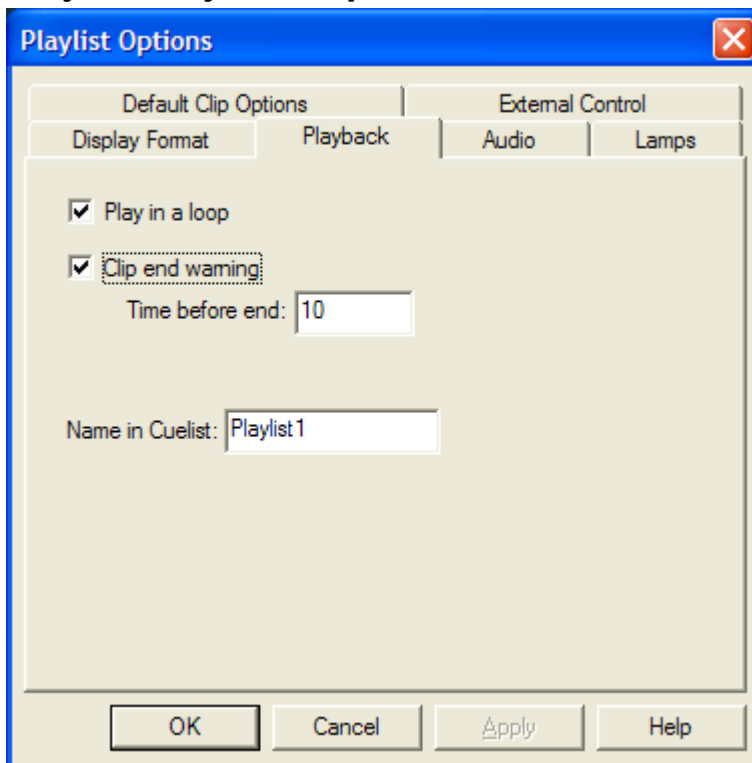 Playlist Options
Default Clip Options External Control
Display Format Playback Audio Lamps
Play in a loop
Clip end warning
Time before end: 10
Name in Cuelist: Playlist1
OK Cancel Apply Help